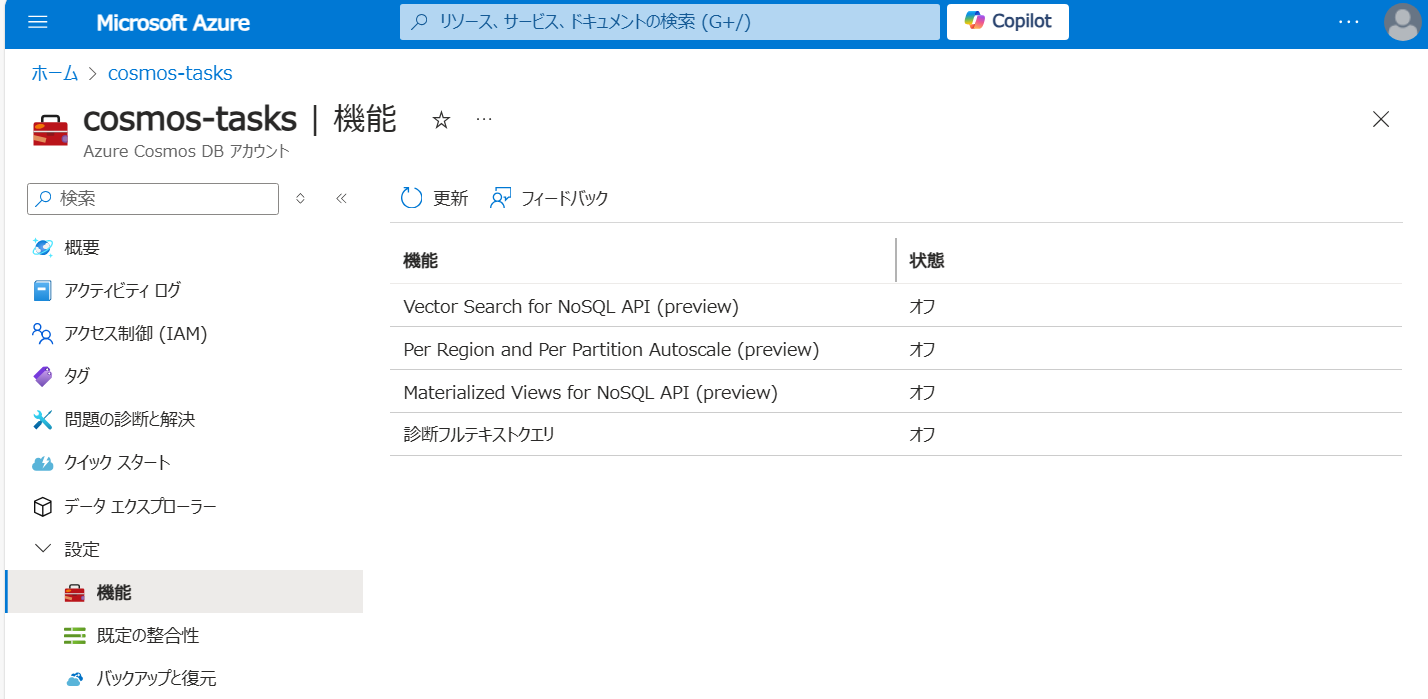 Microsoft Azure
リソース、サービス、ドキュメントの検索 (G+/)
Copilot
ホーム > cosmos-tasks
cosmos-tasks | 機能
Azure Cosmos DB アカウント
検索
更新 フィードバック
概要
アクティビティ ログ
アクセス制御 (IAM)
タグ
問題の診断と解決
クイック スタート
データ エクスプローラー
設定
機能
既定の整合性
バックアップと復元
機能 状態
Vector Search for NoSQL API (preview) オフ
Per Region and Per Partition Autoscale (preview) オフ
Materialized Views for NoSQL API (preview) オフ
診断フルテキストクエリ オフ